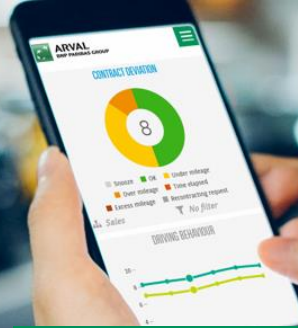 ARVAL
BNP PARIBAS GROUP
CONTRACT DEVIATION
8
Snooze OK Under mileage
Over mileage Time elapsed
Excess mileage Recontracting request
Sales No filter
DRIVING BEHAVIOUR
10
8
6
4